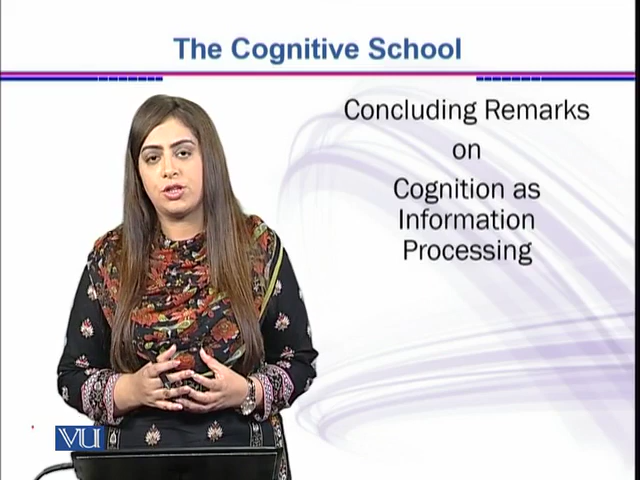 The Cognitive School
Concluding Remarks
on
Cognition as
Information
Processing
VU